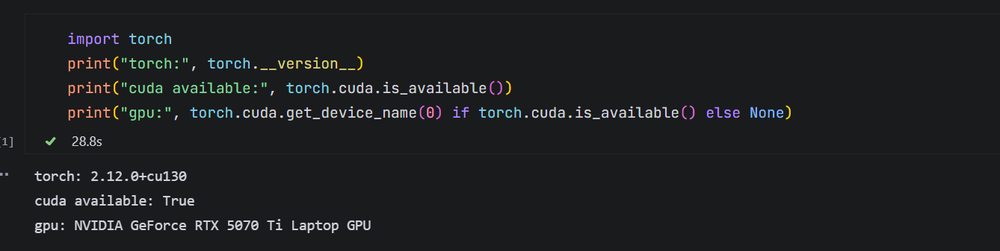 import torch
print("torch:", torch.__version__)
print("cuda available:", torch.cuda.is_available())
print("gpu:", torch.cuda.get_device_name(0) if torch.cuda.is_available() else None)
1]
28.8s
torch: 2.12.0+cu130
cuda available: True
gpu: NVIDIA GeForce RTX 5070 Ti Laptop GPU